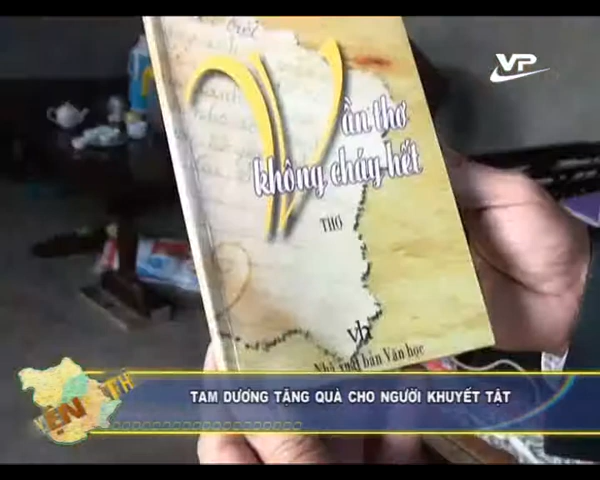 VP
Vần thơ
không cháy hết
THƠ
vh
Nhà xuất bản Văn học
TAM DƯƠNG TẶNG QUÀ CHO NGƯỜI KHUYẾT TẬT